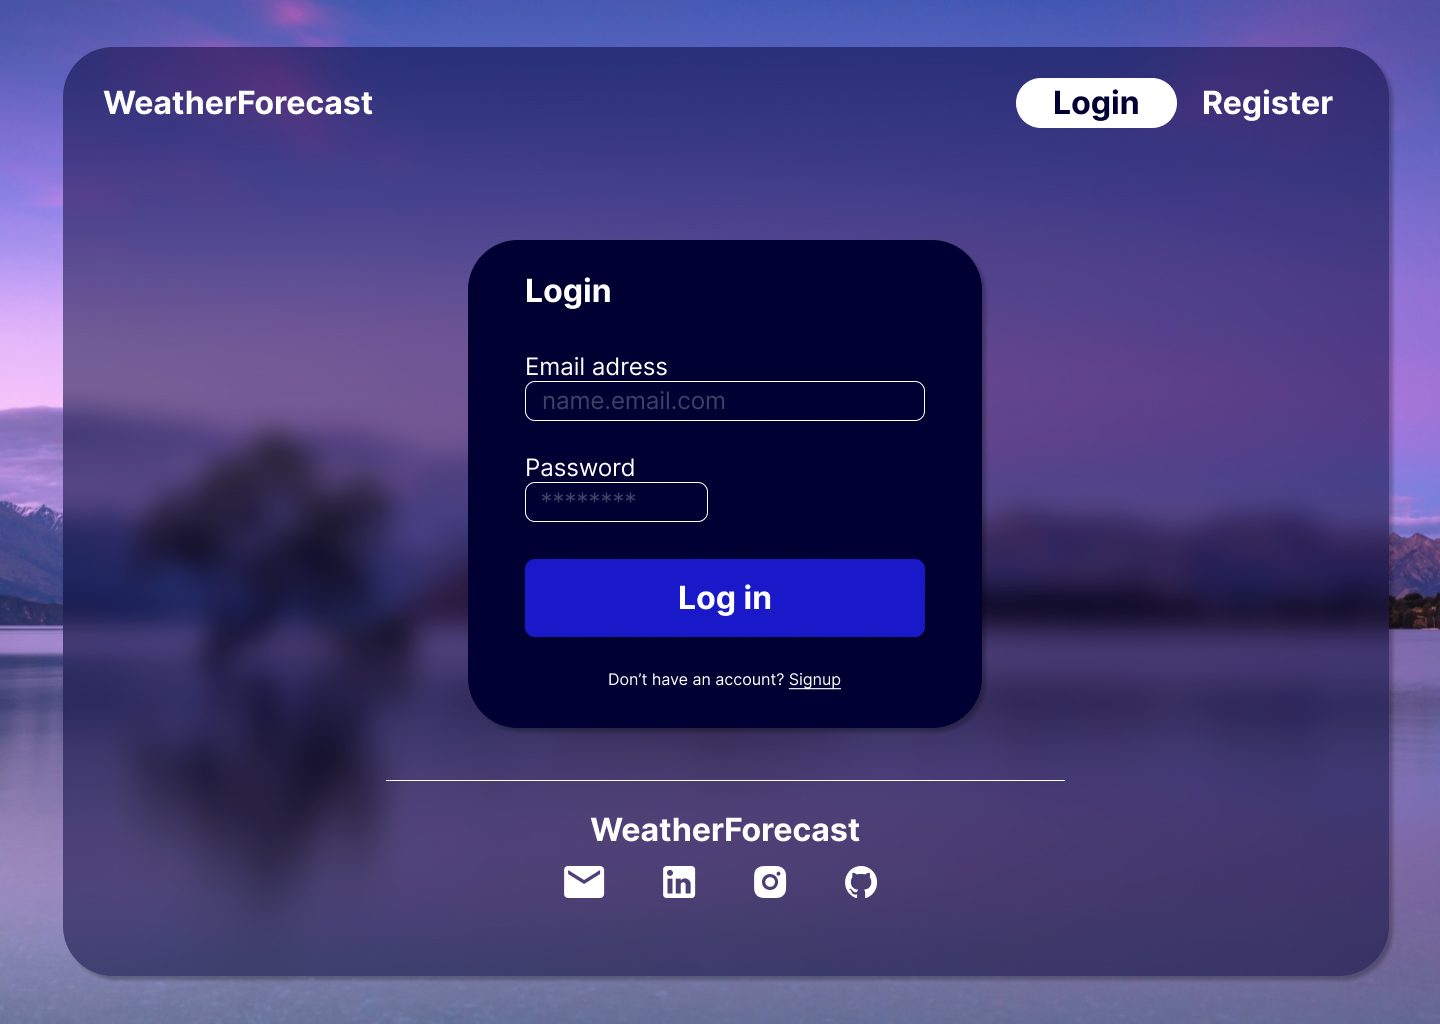 WeatherForecast
Login
Register
Login
Email adress
name.email.com
Password
********
Log in
Don’t have an account? Signup
WeatherForecast
in